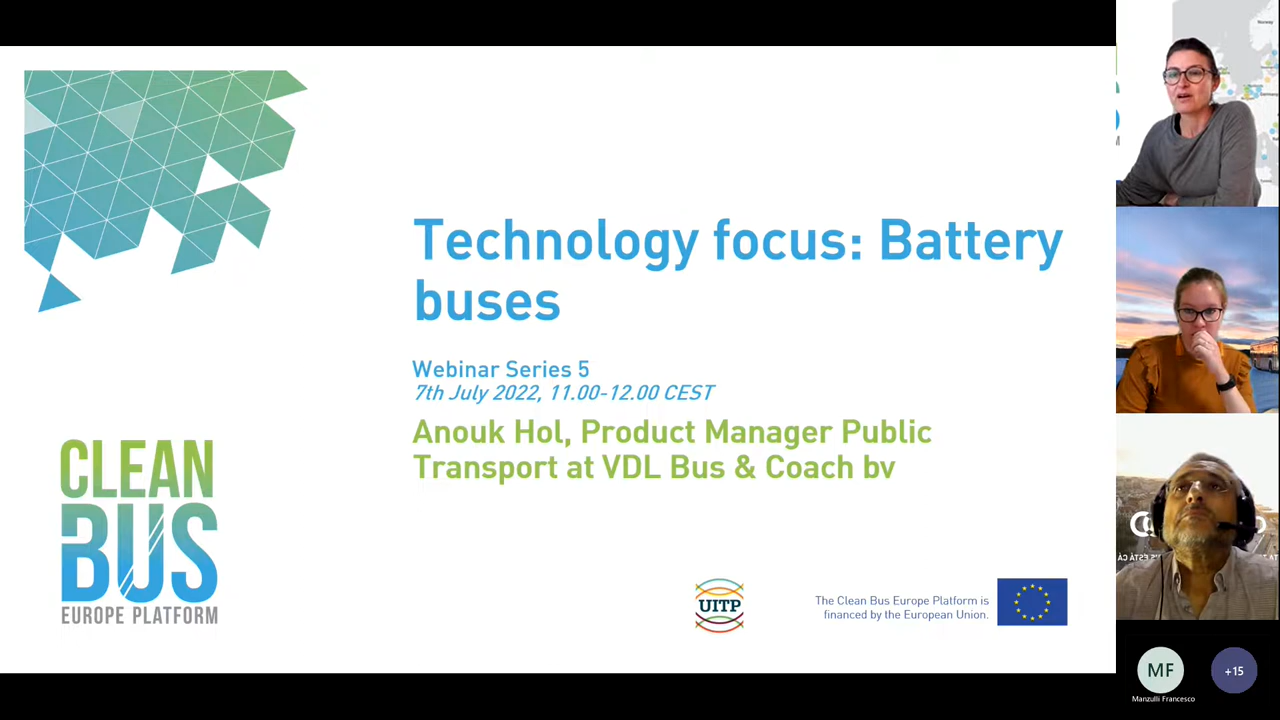 Technology focus: Battery
buses
Webinar Series 5
7th July 2022, 11.00-12.00 CEST
Anouk Hol, Product Manager Public
Transport at VDL Bus & Coach bv
CLEAN
BUS
EUROPE PLATFORM
UITP
The Clean Bus Europe Platform is
financed by the European Union.
MF
+15
Manzulli Francesco